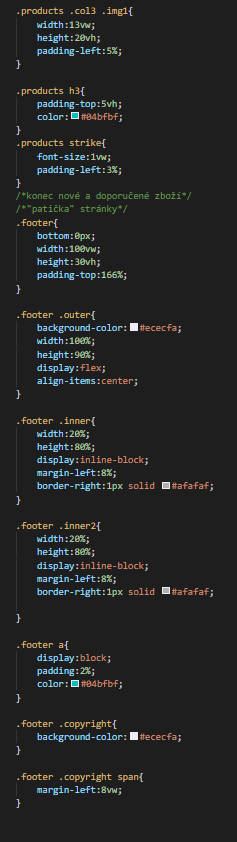 .products .col3 .img1{
width:13vw;
height:20vh;
padding-left:5%;
}
.products h3{
padding-top:5vh;
color:#04bfbf;
}
.products strike{
font-size:1vw;
padding-left:3%;
}
/*konec nové a doporučené zboží*/
/*"patička" stránky*/
.footer{
bottom:0px;
width:100vw;
height:30vh;
padding-top:166%;
}
.footer .outer{
background-color:#ececfa;
width:100%;
height:90%;
display:flex;
align-items:center;
}
.footer .inner{
width:20%;
height:80%;
display:inline-block;
margin-left:8%;
border-right:1px solid #afafaf;
}
.footer .inner2{
width:20%;
height:80%;
display:inline-block;
margin-left:8%;
border-right:1px solid #afafaf;
}
.footer a{
display:block;
padding:2%;
color:#04bfbf;
}
.footer .copyright{
background-color:#ececfa;
}
.footer .copyright span{
margin-left:8vw;
}